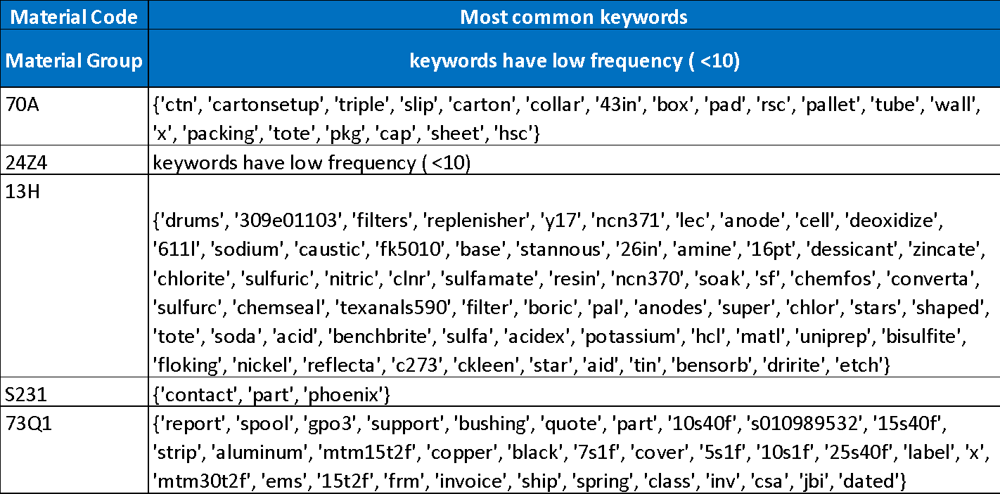 Material Code Most common keywords
Material Group keywords have low frequency ( <10)
70A {'ctn', 'cartonsetup', 'triple', 'slip', 'carton', 'collar', '43in', 'box', 'pad', 'rsc', 'pallet', 'tube', 'wall',
'x', 'packing', 'tote', 'pkg', 'cap', 'sheet', 'hsc'}
24Z4 keywords have low frequency ( <10)
13H
{'drums', '309e01103', 'filters', 'replenisher', 'y17', 'ncn371', 'lec', 'anode', 'cell', 'deoxidize',
'611l', 'sodium', 'caustic', 'fk5010', 'base', 'stannous', '26in', 'amine', '16pt', 'dessicant', 'zincate',
'chlorite', 'sulfuric', 'nitric', 'clnr', 'sulfamate', 'resin', 'ncn370', 'soak', 'sf', 'chemfos', 'converta',
'sulfurc', 'chemseal', 'texanals590', 'filter', 'boric', 'pal', 'anodes', 'super', 'chlor', 'stars', 'shaped',
'tote', 'soda', 'acid', 'benchbrite', 'sulfa', 'acidex', 'potassium', 'hcl', 'matl', 'uniprep', 'bisulfite',
'floking', 'nickel', 'reflecta', 'c273', 'ckleen', 'star', 'aid', 'tin', 'bensorb', 'dririte', 'etch'}
S231 {'contact', 'part', 'phoenix'}
73Q1 {'report', 'spool', 'gpo3', 'support', 'bushing', 'quote', 'part', '10s40f', 's010989532', '15s40f',
'strip', 'aluminum', 'mtm15t2f', 'copper', 'black', '7s1f', 'cover', '5s1f', '10s1f', '25s40f', 'label', 'x',
'mtm30t2f', 'ems', '15t2f', 'frm', 'invoice', 'ship', 'spring', 'class', 'inv', 'csa', 'jbi', 'dated'}